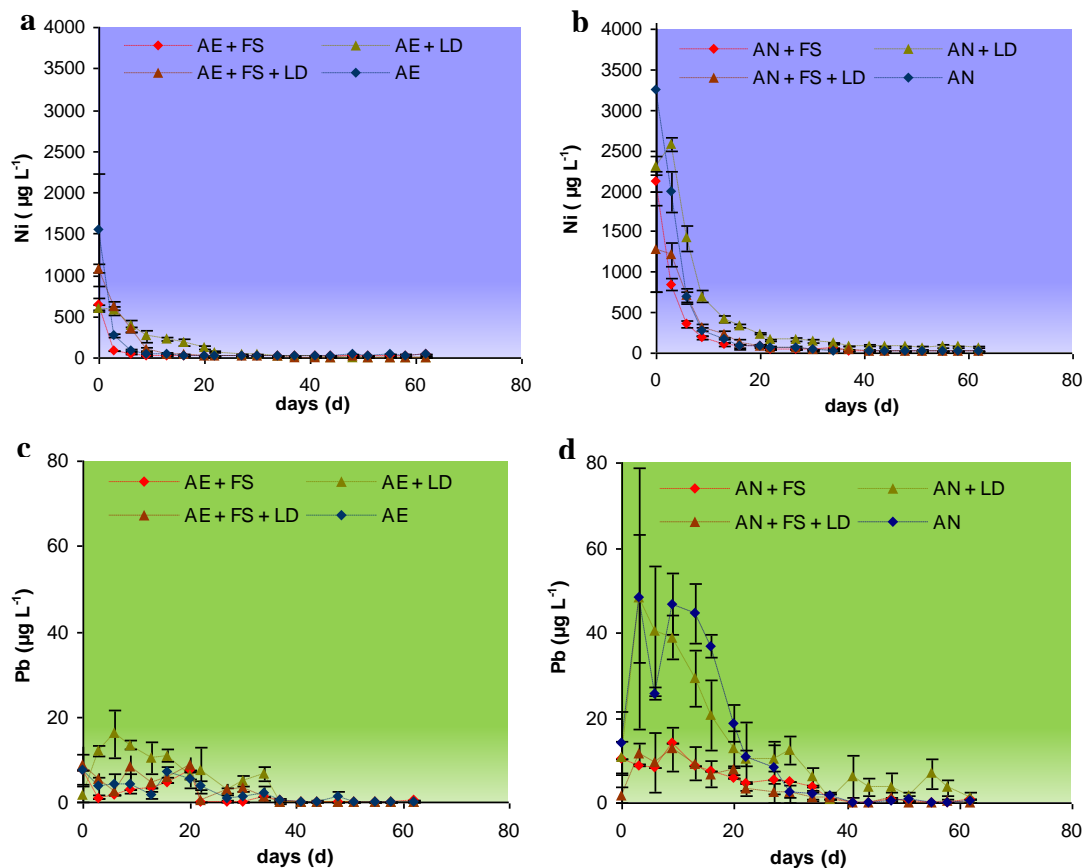 a
AE + FS
AE + LD
AE + FS + LD
AE
4000
3500
3000
2500
2000
1500
1000
500
0
Ni ( µg L-1)
0 20 40 60 80
days (d)
b
AN + FS
AN + LD
AN + FS + LD
AN
4000
3500
3000
2500
2000
1500
1000
500
0
Ni ( µg L-1)
0 20 40 60 80
days (d)
c
AE + FS
AE + LD
AE + FS + LD
AE
80
60
40
20
0
Pb (µg L-1)
0 20 40 60 80
days (d)
d
AN + FS
AN + LD
AN + FS + LD
AN
80
60
40
20
0
Pb (µg L-1)
0 20 40 60 80
days (d)